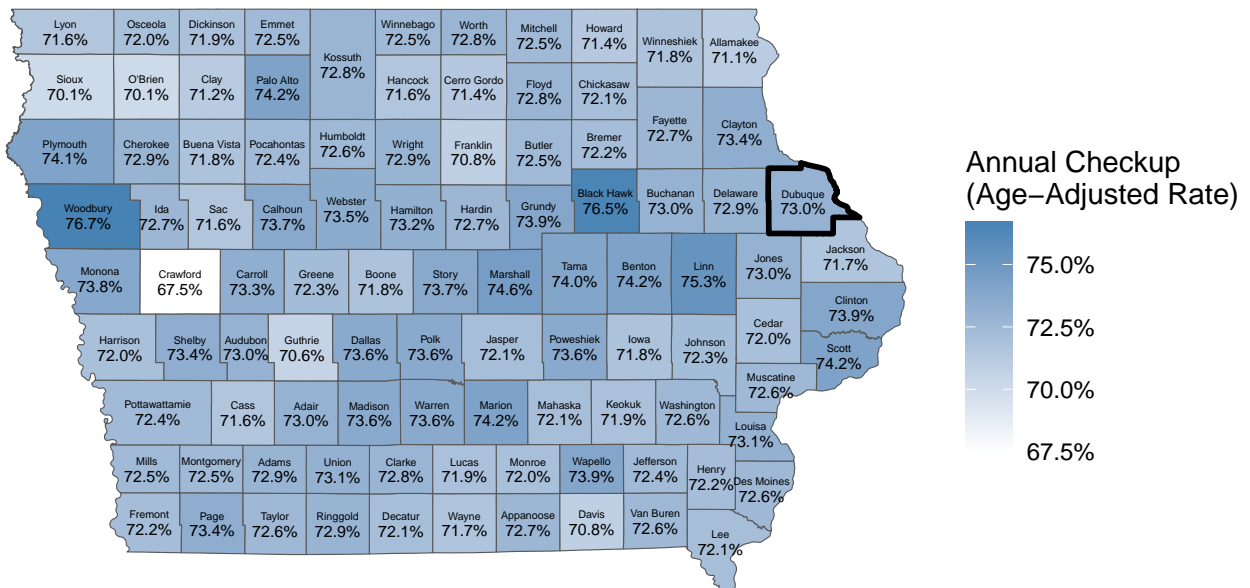 Lyon
71.6%
Osceola
72.0%
Dickinson
71.9%
Emmet
72.5%
Kossuth
72.8%
Winnebago
72.5%
Worth
72.8%
Mitchell
72.5%
Howard
71.4%
Winneshiek
71.8%
Allamakee
71.1%
Sioux
70.1%
O'Brien
70.1%
Clay
71.2%
Palo Alto
74.2%
Hancock
71.6%
Cerro Gordo
71.4%
Floyd
72.8%
Chickasaw
72.1%
Fayette
72.7%
Clayton
73.4%
Plymouth
74.1%
Cherokee
72.9%
Buena Vista
71.8%
Pocahontas
72.4%
Humboldt
72.6%
Wright
72.9%
Franklin
70.8%
Butler
72.5%
Bremer
72.2%
Woodbury
76.7%
Ida
72.7%
Sac
71.6%
Calhoun
73.7%
Webster
73.5%
Hamilton
73.2%
Hardin
72.7%
Grundy
73.9%
Black Hawk
76.5%
Buchanan
73.0%
Delaware
72.9%
Dubuque
73.0%
Monona
73.8%
Crawford
67.5%
Carroll
73.3%
Greene
72.3%
Boone
71.8%
Story
73.7%
Marshall
74.6%
Tama
74.0%
Benton
74.2%
Linn
75.3%
Jones
73.0%
Jackson
71.7%
Clinton
73.9%
Harrison
72.0%
Shelby
73.4%
Audubon
73.0%
Guthrie
70.6%
Dallas
73.6%
Polk
73.6%
Jasper
72.1%
Poweshiek
73.6%
Iowa
71.8%
Johnson
72.3%
Cedar
72.0%
Scott
74.2%
Muscatine
72.6%
Pottawattamie
72.4%
Cass
71.6%
Adair
73.0%
Madison
73.6%
Warren
73.6%
Marion
74.2%
Mahaska
72.1%
Keokuk
71.9%
Washington
72.6%
Louisa
73.1%
Mills
72.5%
Montgomery
72.5%
Adams
72.9%
Union
73.1%
Clarke
72.8%
Lucas
71.9%
Monroe
72.0%
Wapello
73.9%
Jefferson
72.4%
Henry
72.2%
Des Moines
72.6%
Fremont
72.2%
Page
73.4%
Taylor
72.6%
Ringgold
72.9%
Decatur
72.1%
Wayne
71.7%
Appanoose
72.7%
Davis
70.8%
Van Buren
72.6%
Lee
72.1%
Annual Checkup
(Age−Adjusted Rate)
75.0%
72.5%
70.0%
67.5%